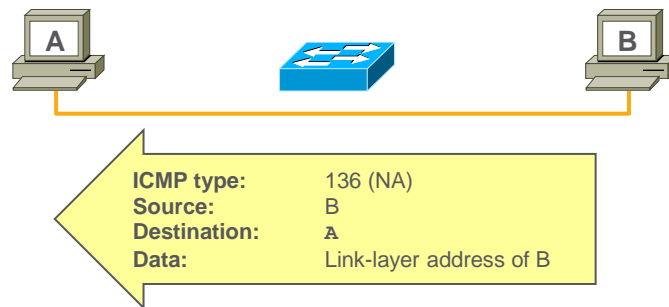 A
B
ICMP type: 136 (NA)
Source: B
Destination: A
Data: Link-layer address of B